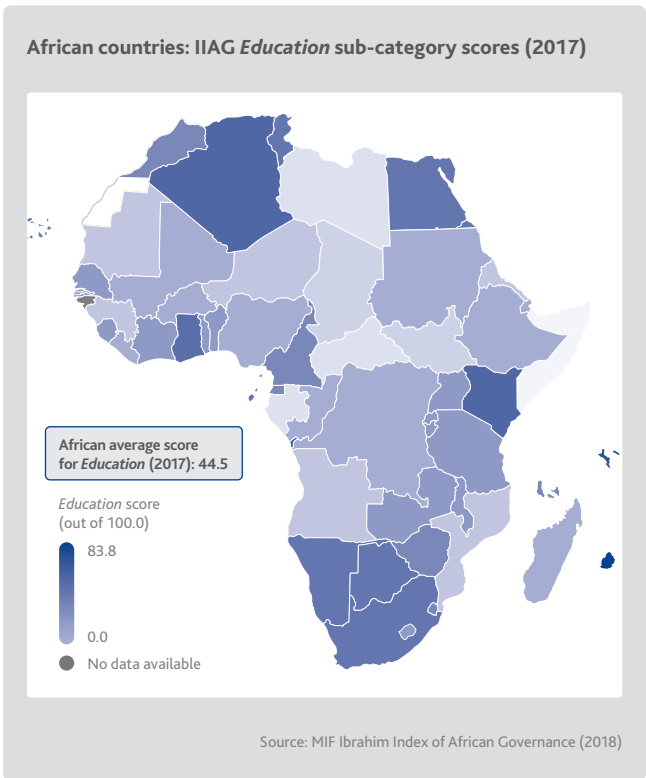 African countries: IIAG Education sub-category scores (2017)
African average score
for Education (2017): 44.5
Education score
(out of 100.0)
83.8
0.0
No data available
Source: MIF Ibrahim Index of African Governance (2018)